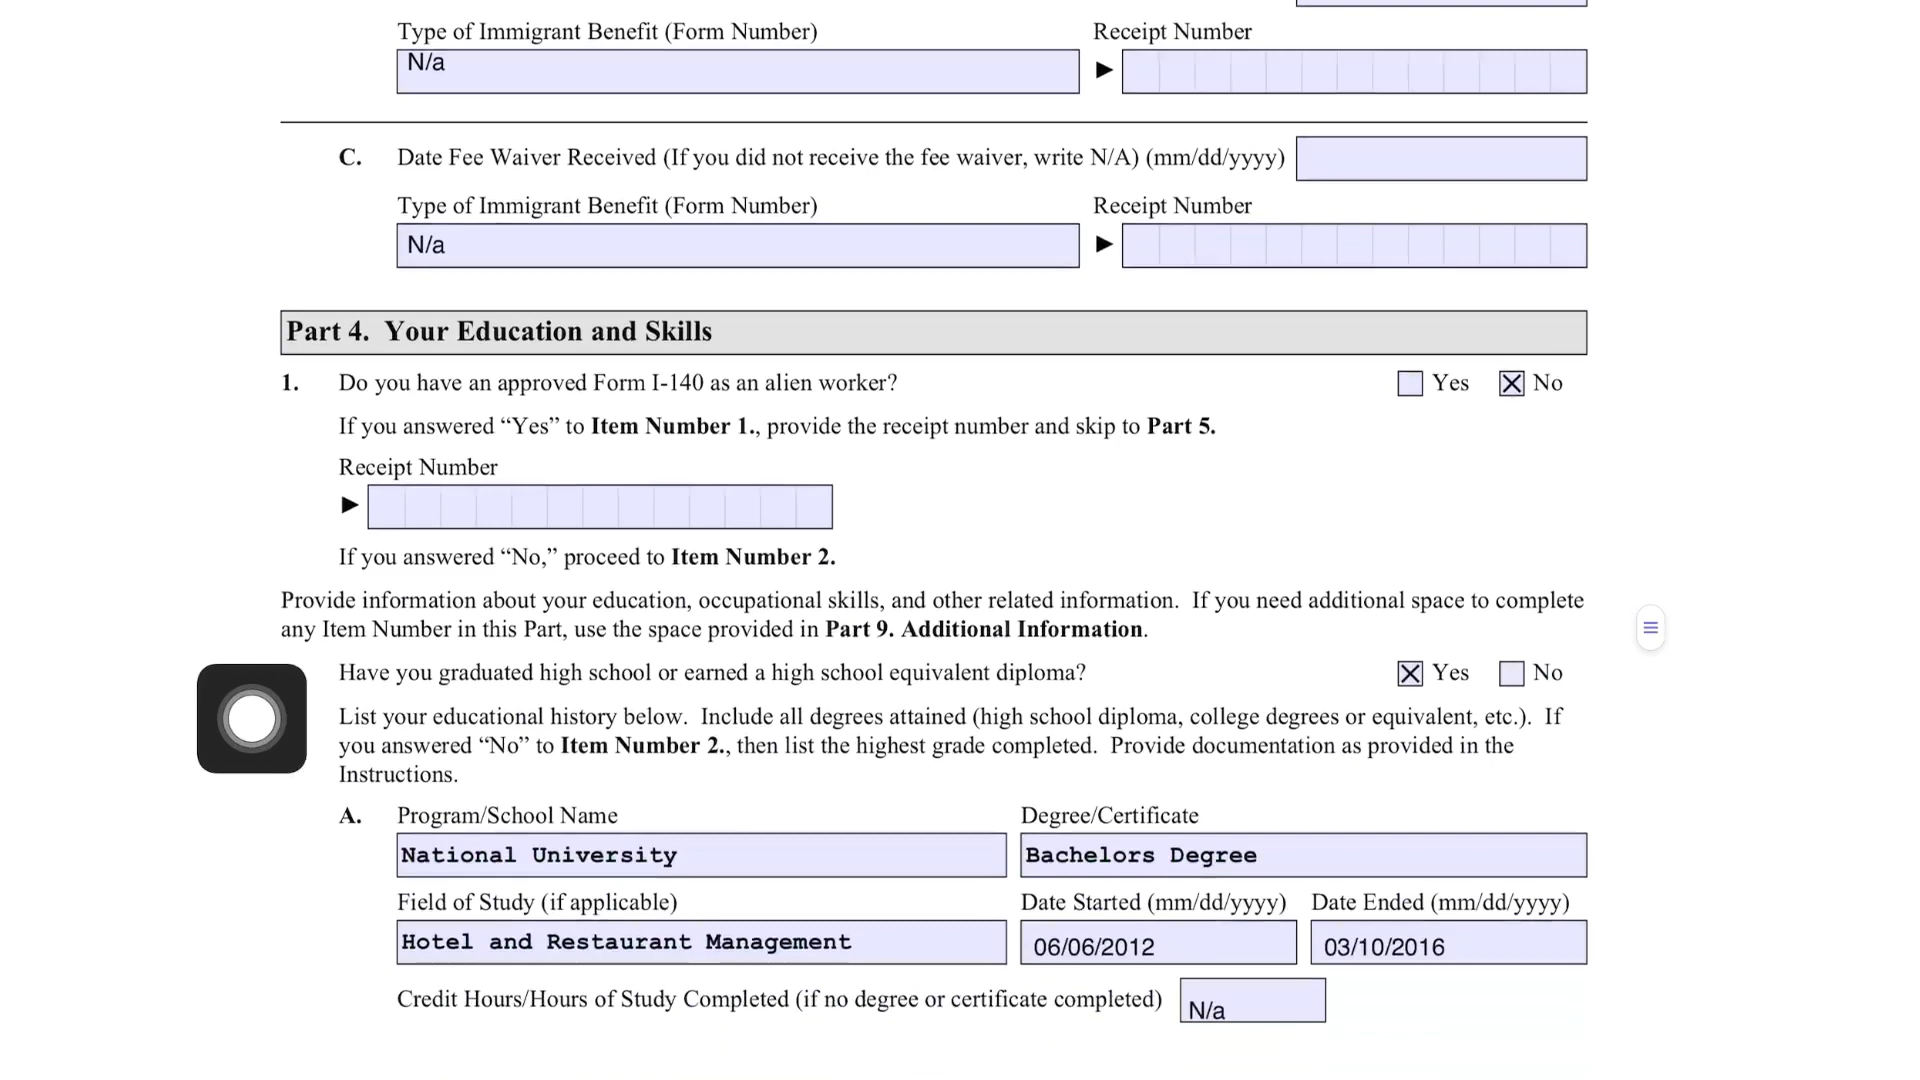 Type of Immigrant Benefit (Form Number) Receipt Number
N/a
C. Date Fee Waiver Received (If you did not receive the fee waiver, write N/A) (mm/dd/yyyy)
Type of Immigrant Benefit (Form Number) Receipt Number
N/a
Part 4. Your Education and Skills
1. Do you have an approved Form I-140 as an alien worker? Yes No
If you answered “Yes” to Item Number 1., provide the receipt number and skip to Part 5.
Receipt Number
If you answered “No,” proceed to Item Number 2.
Provide information about your education, occupational skills, and other related information. If you need additional space to complete
any Item Number in this Part, use the space provided in Part 9. Additional Information.
Have you graduated high school or earned a high school equivalent diploma? Yes No
List your educational history below. Include all degrees attained (high school diploma, college degrees or equivalent, etc.). If
you answered “No” to Item Number 2., then list the highest grade completed. Provide documentation as provided in the
Instructions.
A. Program/School Name Degree/Certificate
National University Bachelors Degree
Field of Study (if applicable) Date Started (mm/dd/yyyy) Date Ended (mm/dd/yyyy)
Hotel and Restaurant Management 06/06/2012 03/10/2016
Credit Hours/Hours of Study Completed (if no degree or certificate completed) N/a